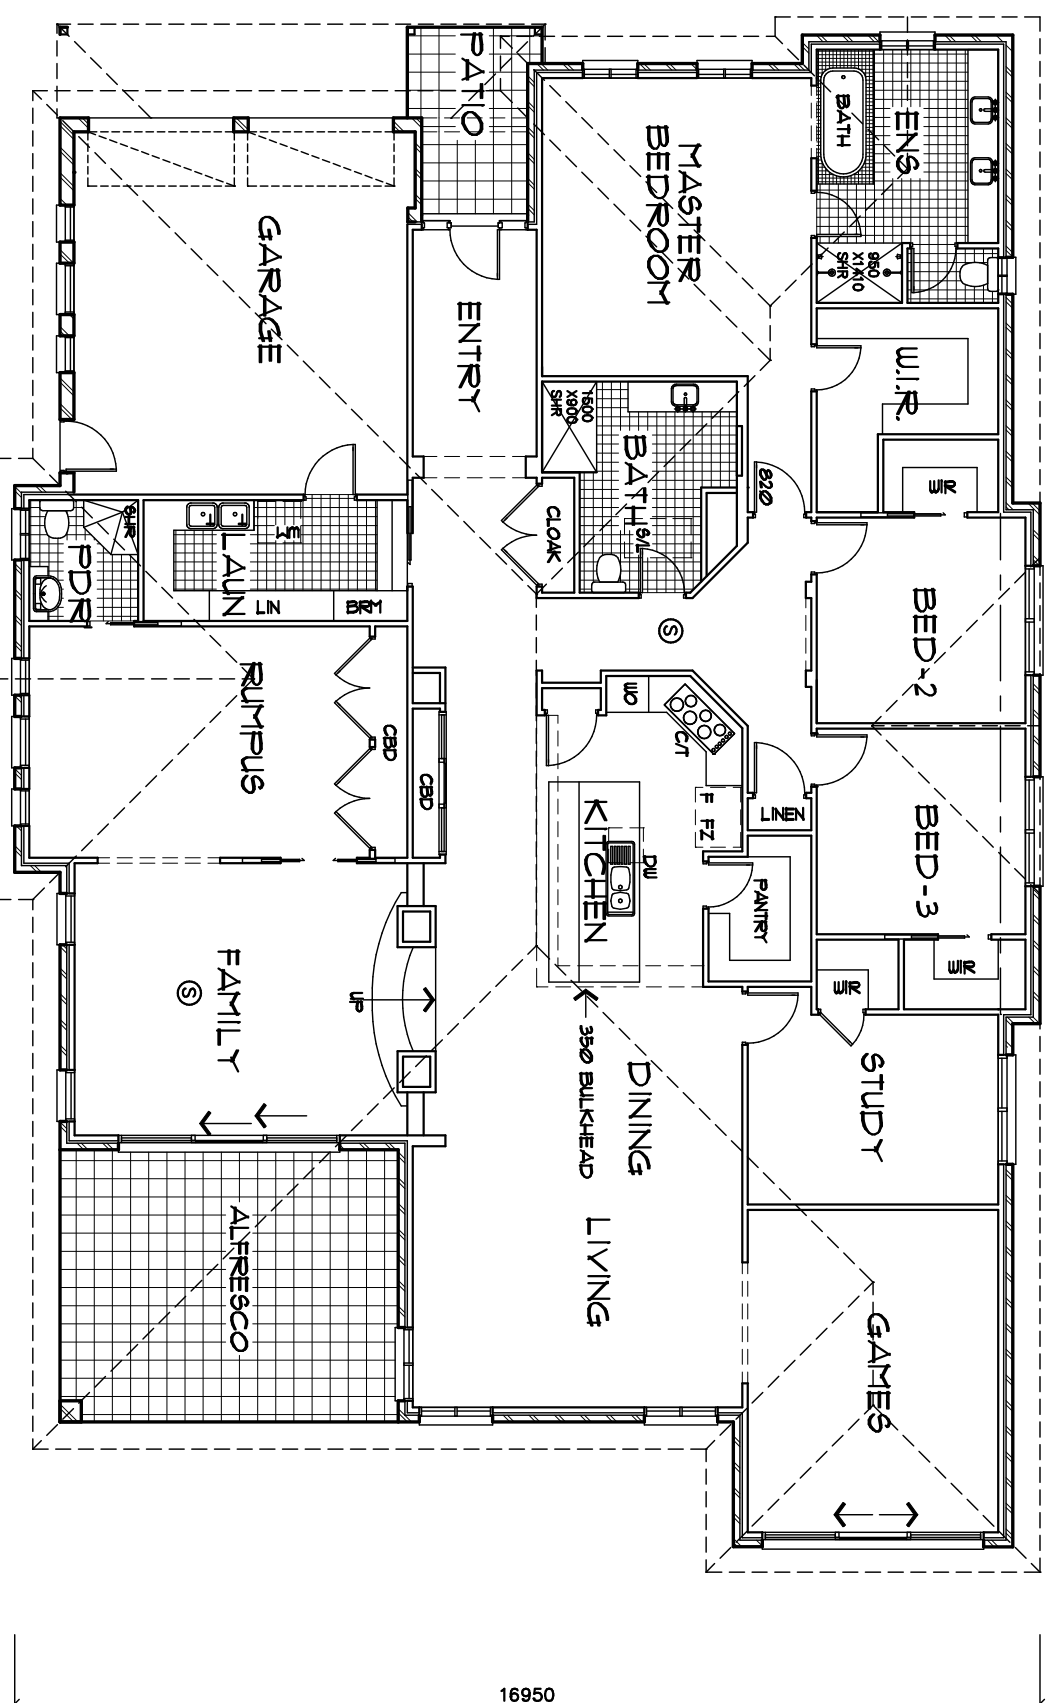 PATIO
BATH
ENS
MASTER
BEDROOM
950
X1410
SHR
GARAGE
ENTRY
W.I.R.
1500
X900
SHR
BATH
820
WIR
S/L
CLOAK
SHR
PDR
LAUN
WM
LIN
BRM
S
BED-2
RUMPUS
CBD
CBD
WO
C/T
F FZ
LINEN
KITCHEN
DW
PANTRY
BED-3
WIR
WIR
FAMILY
S
UP
350 BULKHEAD
DINING
STUDY
LIVING
ALFRESCO
GAMES
16950